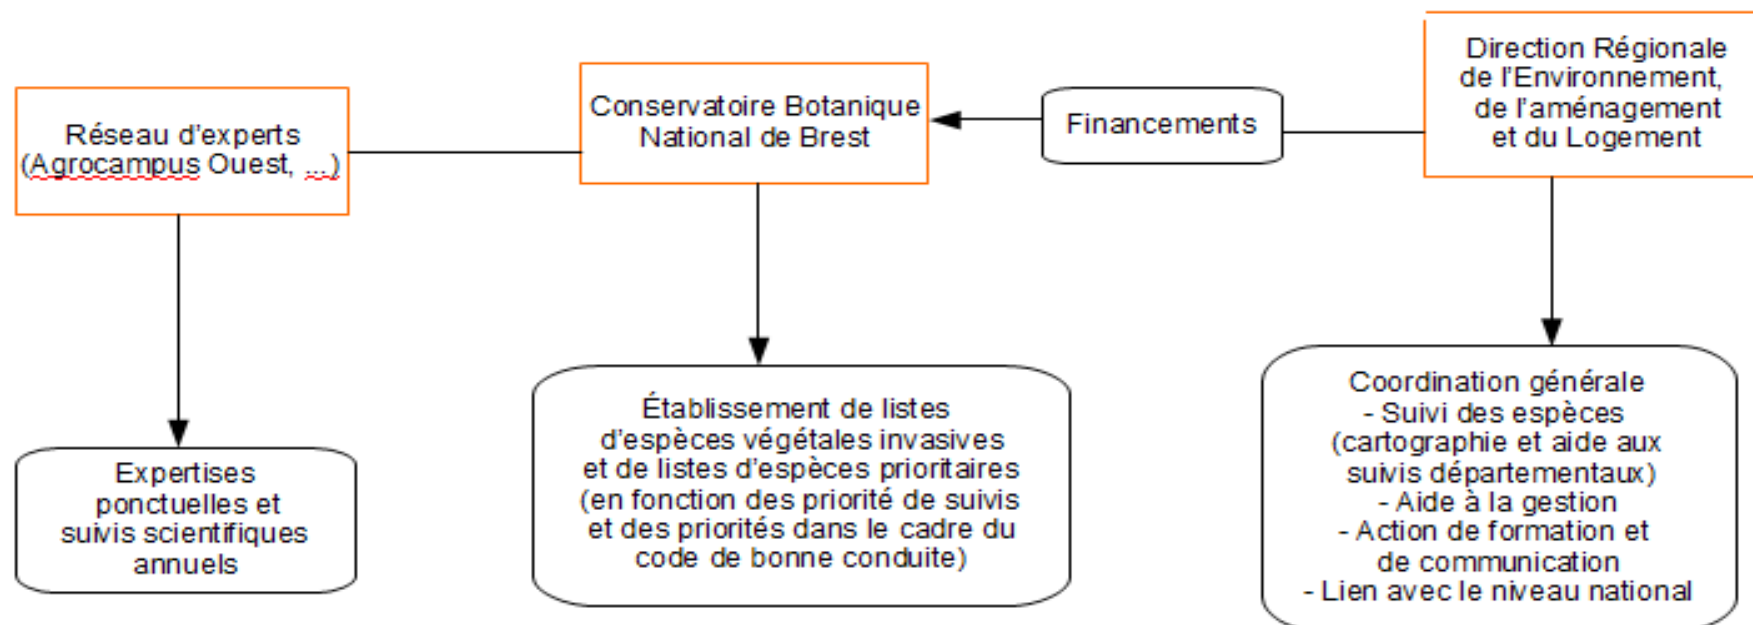 Réseau d'experts
(Agrocampus Ouest, ...)
Conservatoire Botanique
National de Brest
Financements
Direction Régionale
de l'Environnement,
de l'aménagement
et du Logement
Expertises
ponctuelles et
suivis scientifiques
annuels
Établissement de listes
d'espèces végétales invasives
et de listes d'espèces prioritaires
(en fonction des priorité de suivis
et des priorités dans le cadre du
code de bonne conduite)
Coordination générale
- Suivi des espèces
(cartographie et aide aux
suivis départementaux)
- Aide à la gestion
- Action de formation et
de communication
- Lien avec le niveau national